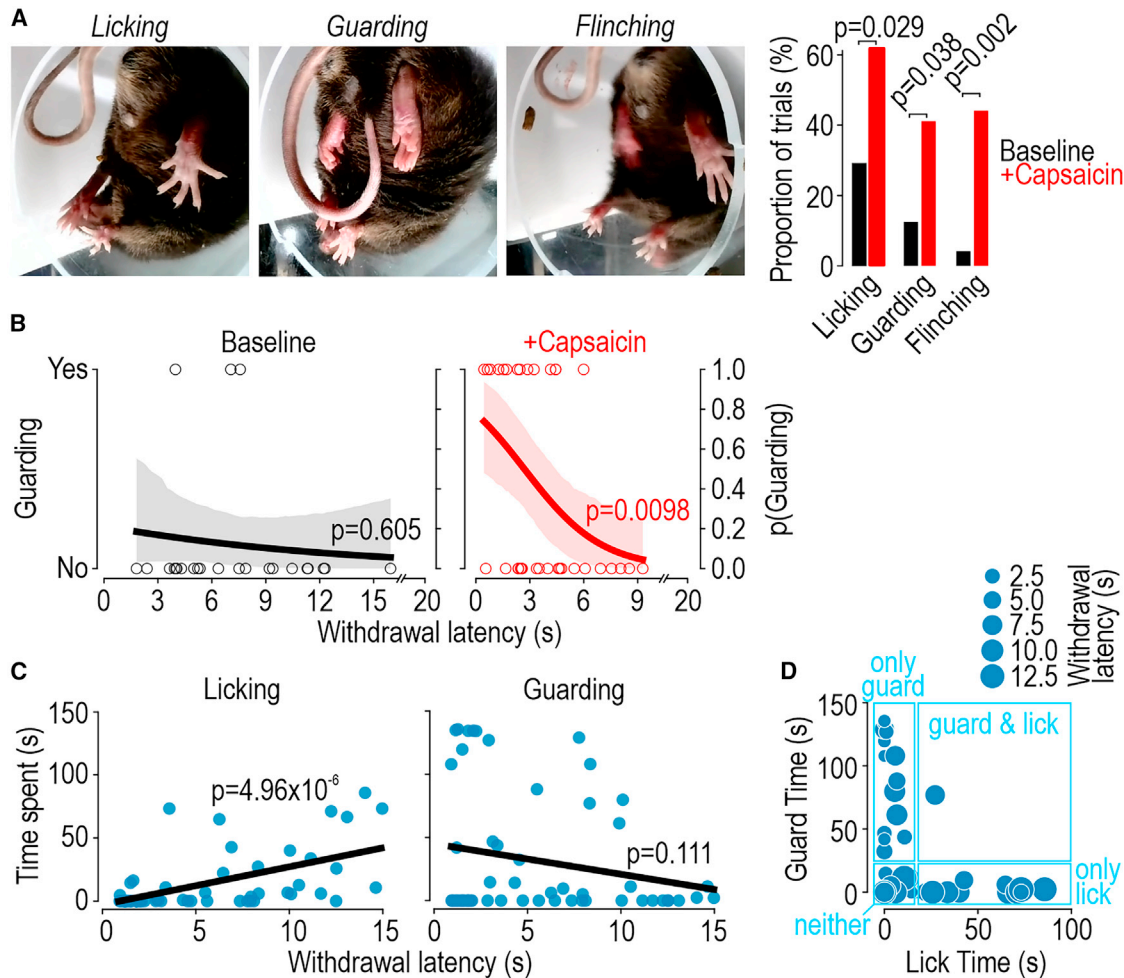 A
Licking
Guarding
Flinching
Proportion of trials (%)
60
40
20
0
p=0.029
p=0.038
p=0.002
Baseline
+Capsaicin
Licking
Guarding
Flinching
B
Baseline
+Capsaicin
Guarding
Yes
No
p=0.605
p=0.0098
1.0
0.8
0.6
0.4
0.2
0.0
p(Guarding)
0 3 6 9 12 16 20
0 3 6 9 20
Withdrawal latency (s)
C
Licking
Guarding
Time spent (s)
150
100
50
0
p=4.96x10-6
p=0.111
0 5 10 15
0 5 10 15
Withdrawal latency (s)
2.5
5.0
7.5
10.0
12.5
Withdrawal
latency (s)
D
only
guard
guard & lick
only
lick
neither
Guard Time (s)
150
100
50
0
0 50 100
Lick Time (s)